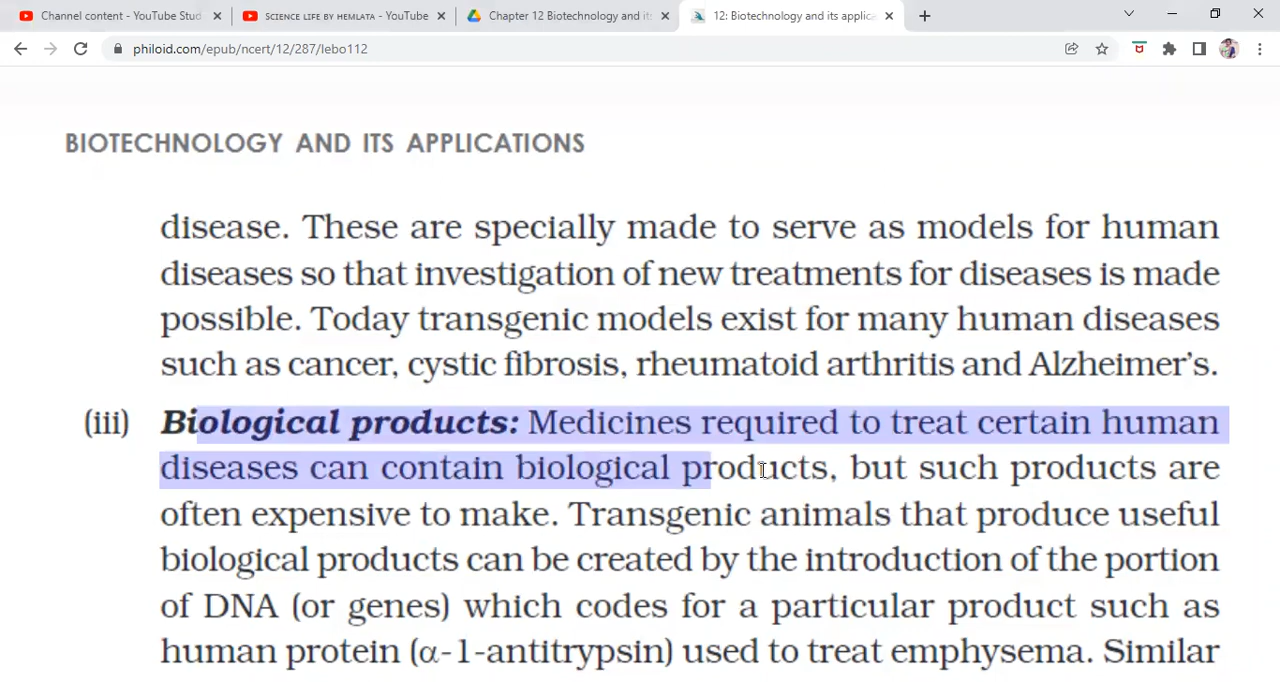 Channel content - YouTube Stud
SCIENCE LIFE BY HEMLATA - YouTube
Chapter 12 Biotechnology and its
12: Biotechnology and its applica
philoid.com/epub/ncert/12/287/lebo112
BIOTECHNOLOGY AND ITS APPLICATIONS
disease. These are specially made to serve as models for human
diseases so that investigation of new treatments for diseases is made
possible. Today transgenic models exist for many human diseases
such as cancer, cystic fibrosis, rheumatoid arthritis and Alzheimer's.
(iii) Biological products: Medicines required to treat certain human
diseases can contain biological products, but such products are
often expensive to make. Transgenic animals that produce useful
biological products can be created by the introduction of the portion
of DNA (or genes) which codes for a particular product such as
human protein (α-1-antitrypsin) used to treat emphysema. Similar